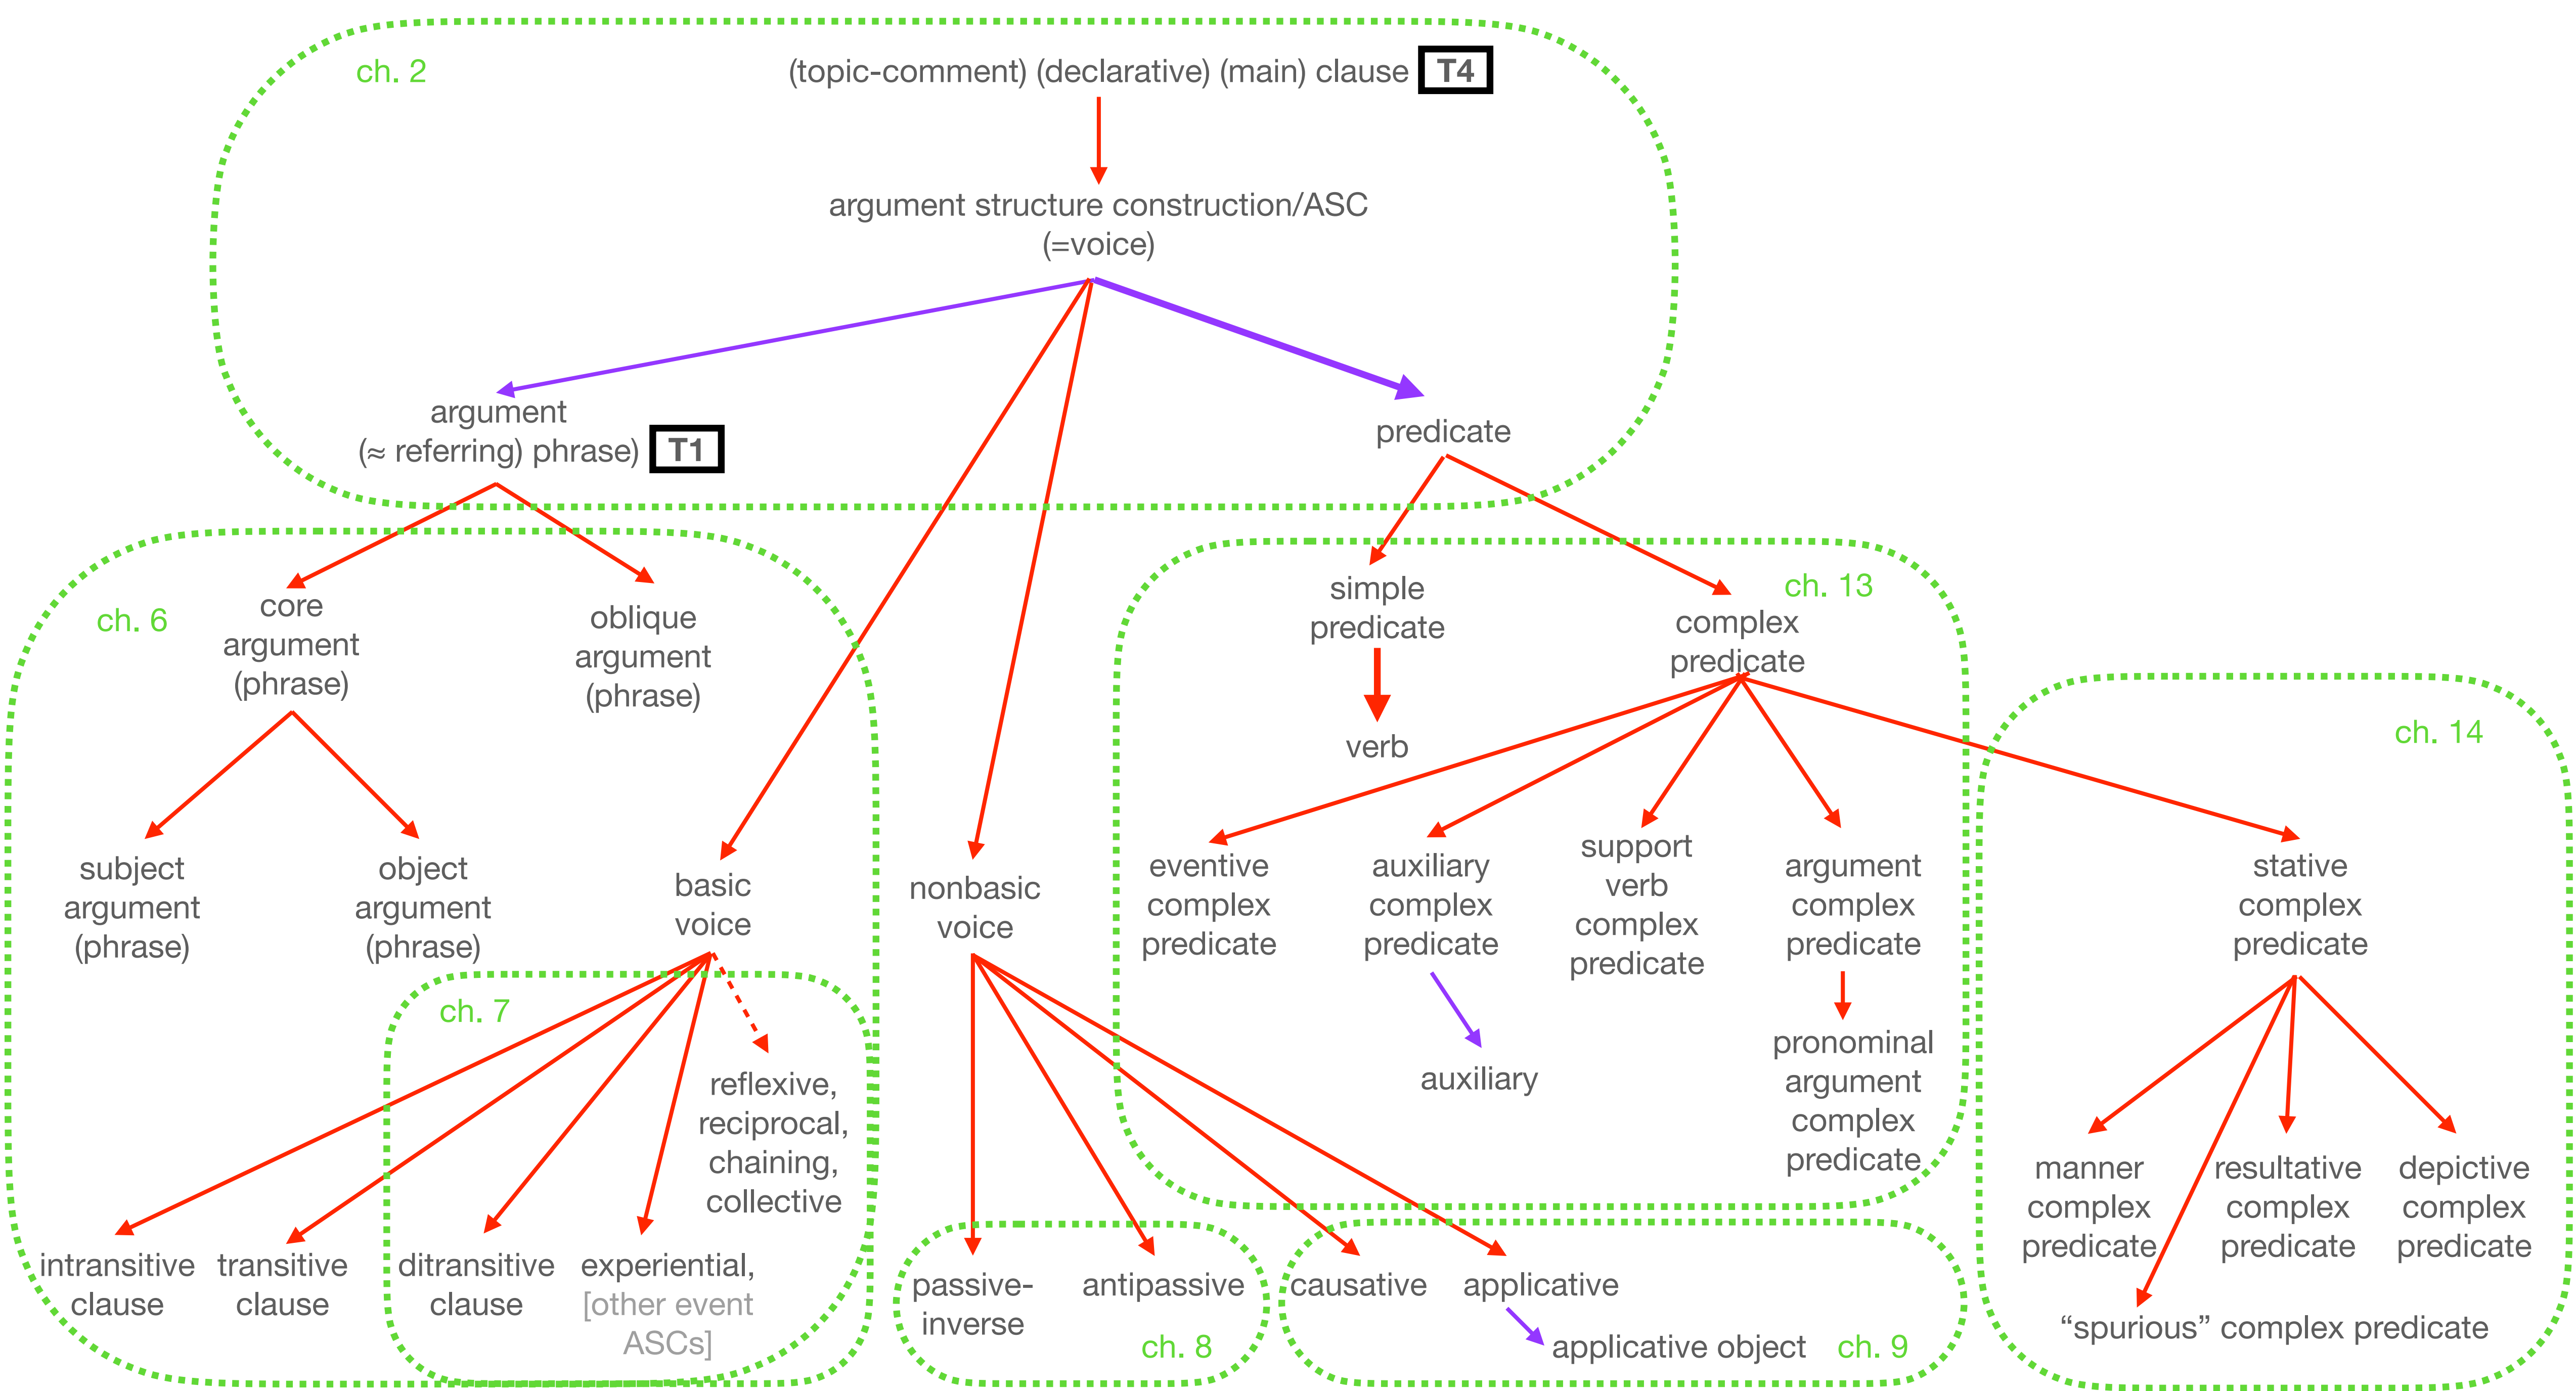 ch. 2
(topic-comment) (declarative) (main) clause T4
argument structure construction/ASC
(=voice)
argument
(≈ referring) phrase) T1
predicate
ch. 6
core
argument
(phrase)
oblique
argument
(phrase)
simple
predicate
verb
ch. 13
complex
predicate
ch. 14
subject
argument
(phrase)
object
argument
(phrase)
basic
voice
nonbasic
voice
eventive
complex
predicate
auxiliary
complex
predicate
support
verb
complex
predicate
argument
complex
predicate
stative
complex
predicate
ch. 7
reflexive,
reciprocal,
chaining,
collective
auxiliary
pronominal
argument
complex
predicate
manner
complex
predicate
resultative
complex
predicate
depictive
complex
predicate
intransitive
clause
transitive
clause
ditransitive
clause
experiential,
[other event
ASCs]
passive-
inverse
antipassive
ch. 8
causative
applicative
applicative object
ch. 9
“spurious” complex predicate